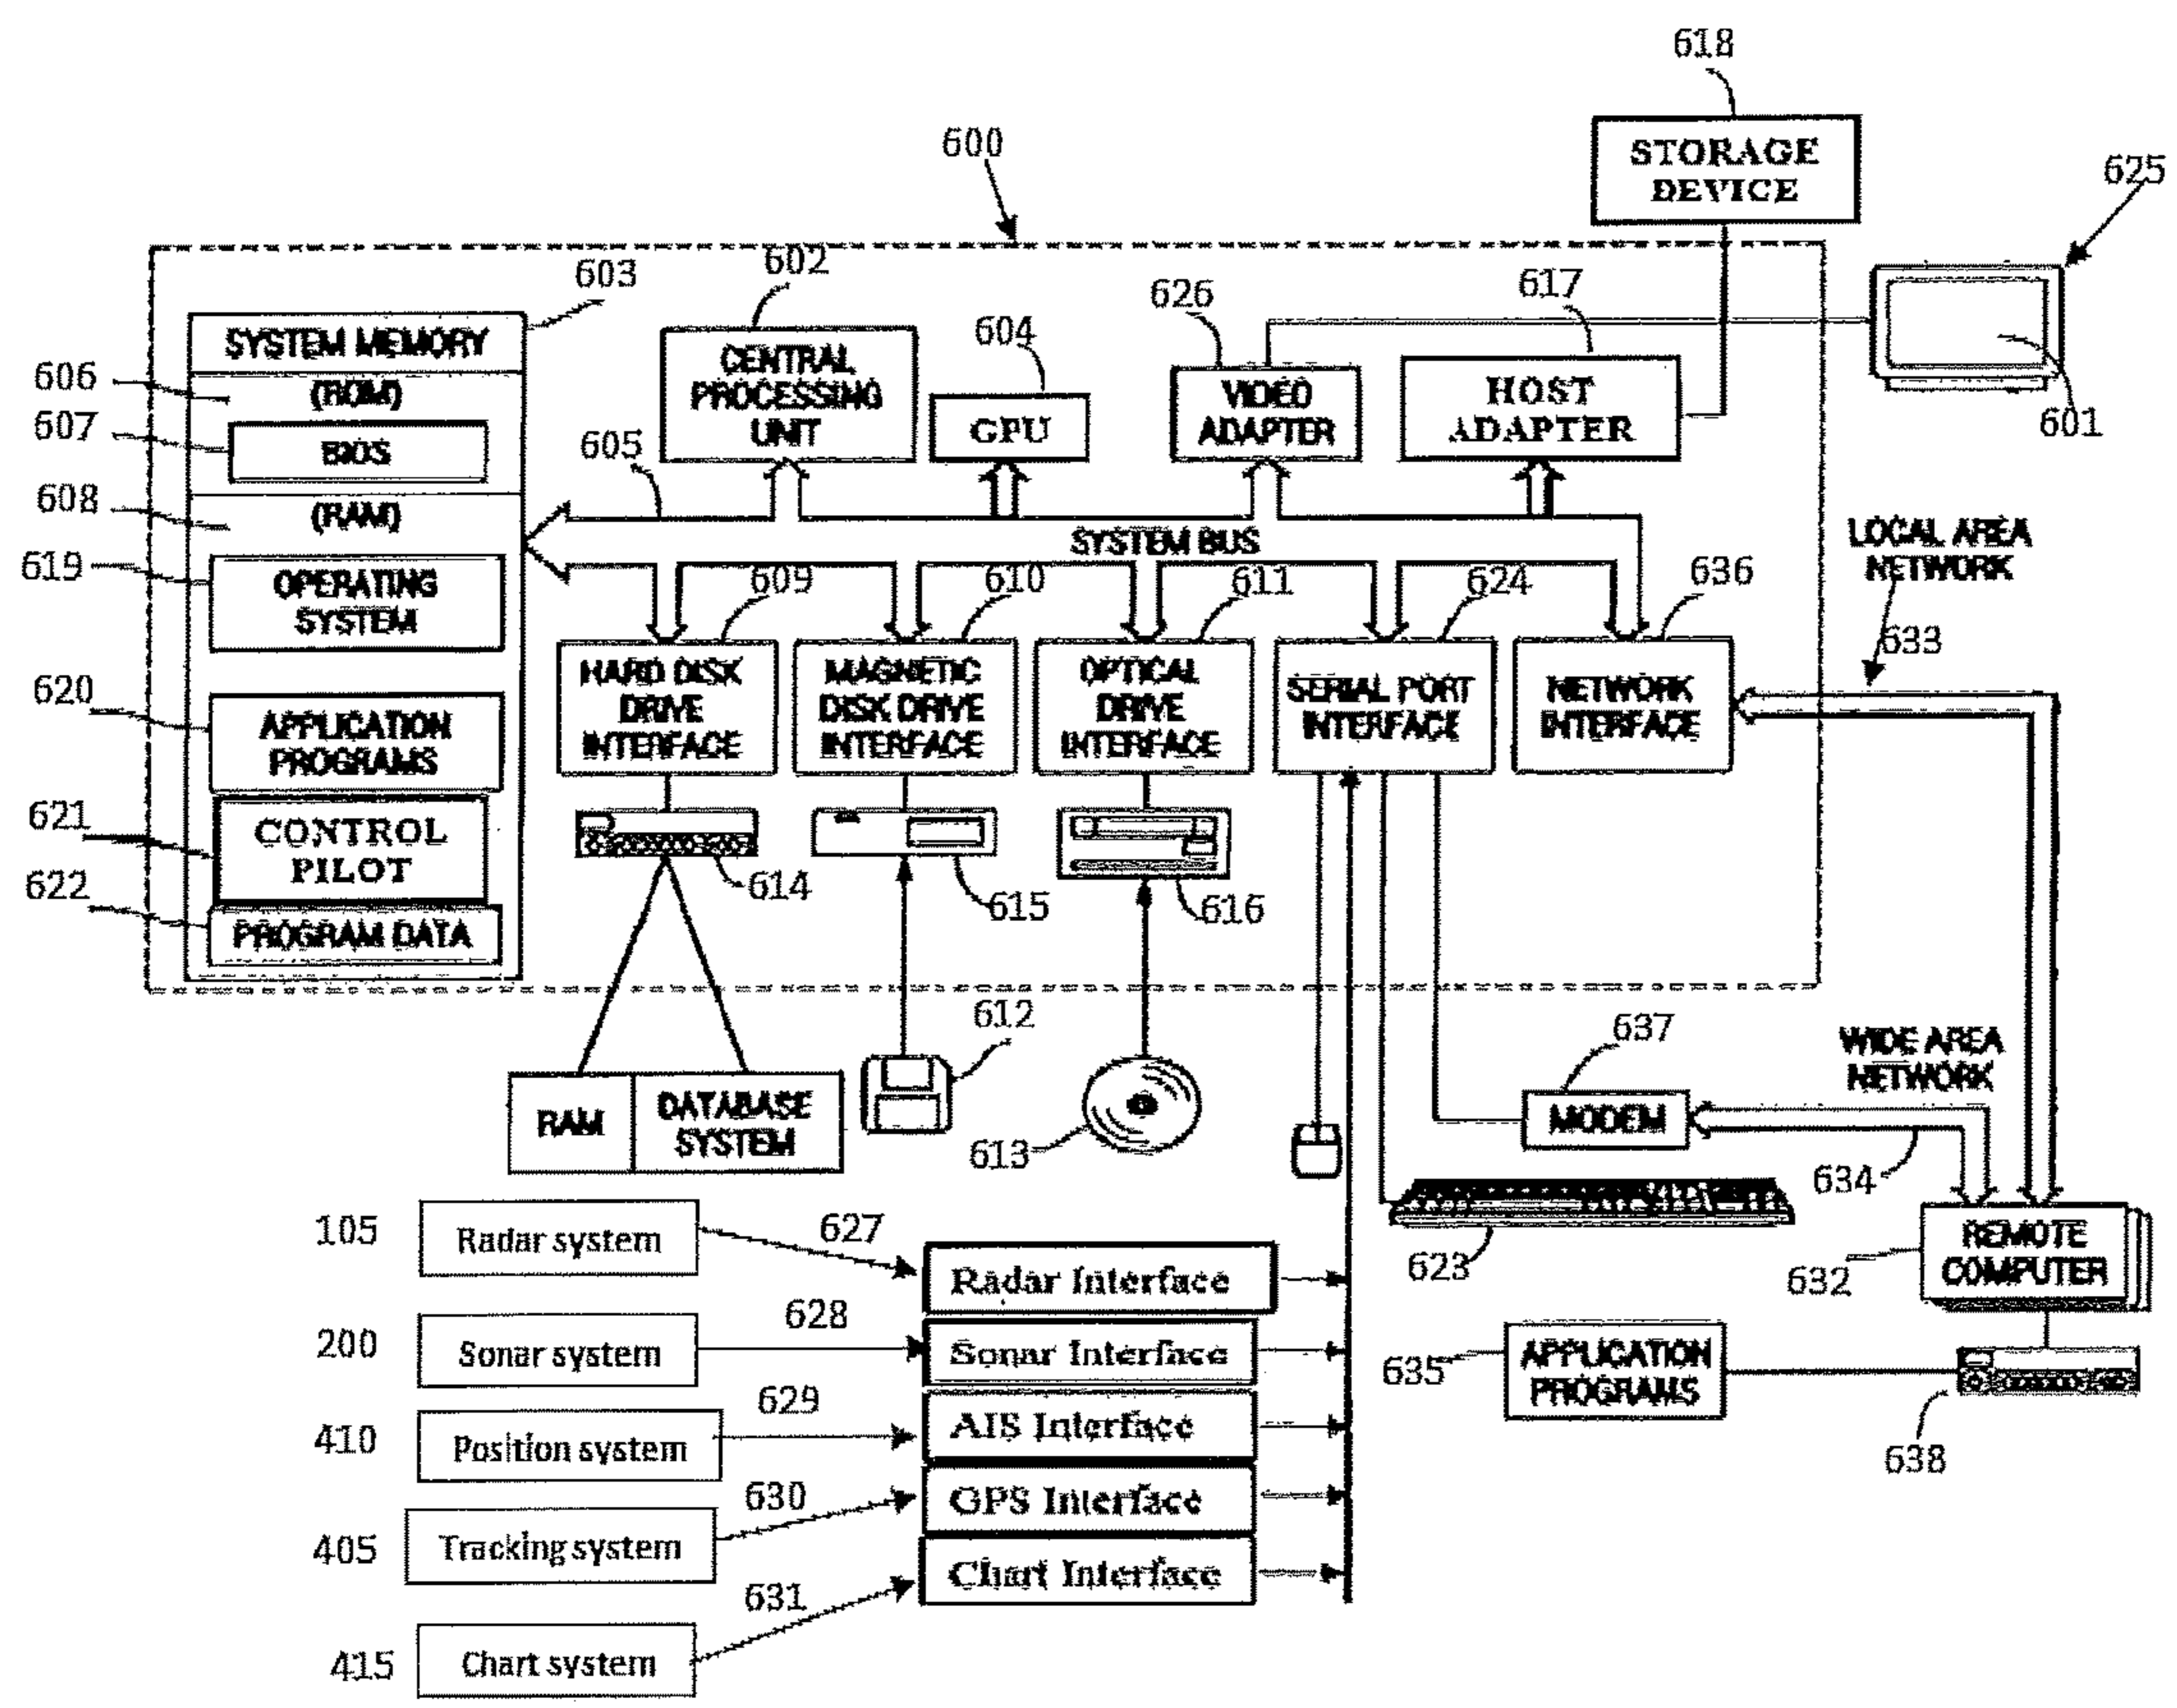 618
STORAGE
DEVICE
600
625
603
602
626
617
604
SYSTEM MEMORY
606
(ROM)
607
BIOS
608
(RAM)
619
OPERATING
SYSTEM
620
APPLICATION
PROGRAMS
621
CONTROL
PILOT
622
PROGRAM DATA
CENTRAL
PROCESSING
UNIT
GPU
VIDEO
ADAPTER
HOST
ADAPTER
601
605
SYSTEM BUS
LOCAL AREA
NETWORK
633
609
610
611
624
636
HARD DISK
DRIVE
INTERFACE
MAGNETIC
DISK DRIVE
INTERFACE
OPTICAL
DRIVE
INTERFACE
SERIAL PORT
INTERFACE
NETWORK
INTERFACE
614
615
616
612
637
WIDE AREA
NETWORK
RAM
DATABASE
SYSTEM
613
MODEM
634
105
Radar system
627
Radar Interface
623
632
REMOTE
COMPUTER
200
Sonar system
628
Sonar Interface
635
APPLICATION
PROGRAMS
638
410
Position system
629
AIS Interface
405
Tracking system
630
GPS Interface
415
Chart system
631
Chart Interface